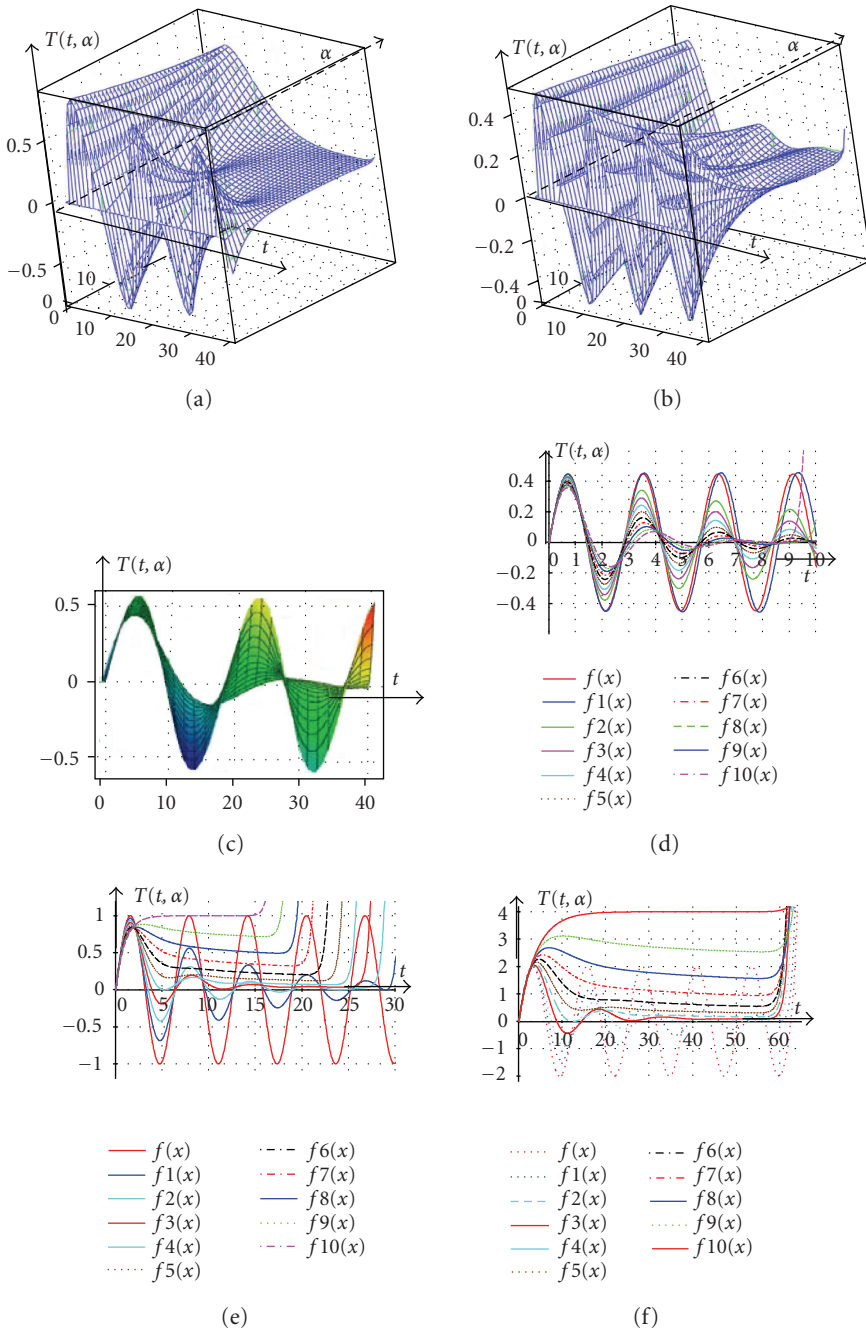 T(t, α)
α
0.5
0
−0.5
0
0
10
10
20
30
40
t
(a)
T(t, α)
α
0.4
0.2
0
−0.2
−0.4
0
0
10
10
20
30
40
t
(b)
T(t, α)
0.5
0
−0.5
0
10
20
30
40
t
(c)
T(t, α)
0.4
0.2
0
−0.2
−0.4
0 1 2 3 4 5 6 7 8 9 10
t
f(x)
f1(x)
f2(x)
f3(x)
f4(x)
f5(x)
f6(x)
f7(x)
f8(x)
f9(x)
f10(x)
(d)
T(t, α)
1
0.5
0
−0.5
−1
0 5 10 15 20 25 30
t
f(x)
f1(x)
f2(x)
f3(x)
f4(x)
f5(x)
f6(x)
f7(x)
f8(x)
f9(x)
f10(x)
(e)
T(t, α)
4
3
2
1
0
−1
−2
0 10 20 30 40 50 60
t
f(x)
f1(x)
f2(x)
f3(x)
f4(x)
f5(x)
f6(x)
f7(x)
f8(x)
f9(x)
f10(x)
(f)